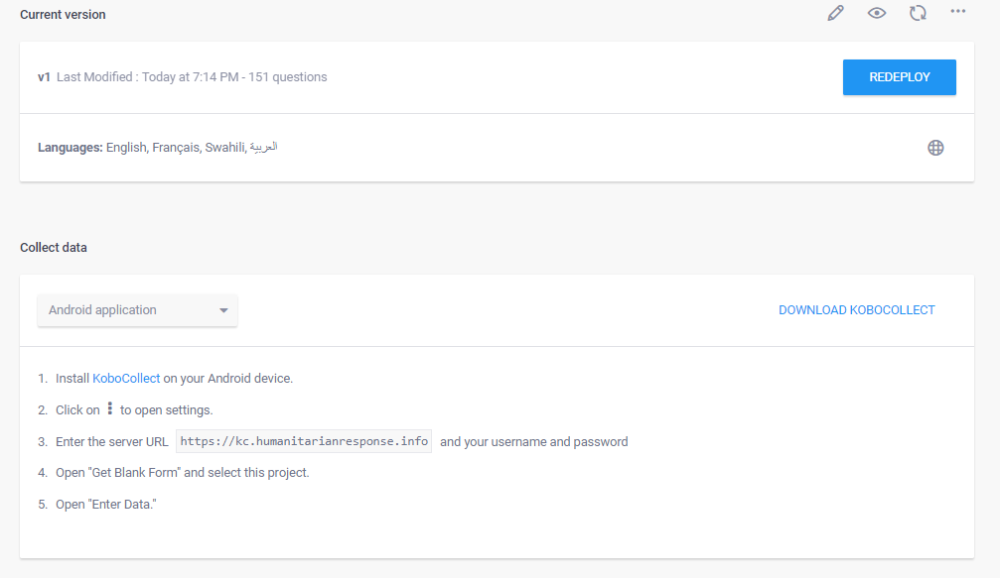 Current version
v1 Last Modified : Today at 7:14 PM - 151 questions
REDEPLOY
Languages: English, Français, Swahili, العربية
Collect data
Android application
DOWNLOAD KOBOCOLLECT
1. Install KoboCollect on your Android device.
2. Click on ⋮ to open settings.
3. Enter the server URL https://kc.humanitarianresponse.info and your username and password
4. Open "Get Blank Form" and select this project.
5. Open "Enter Data."